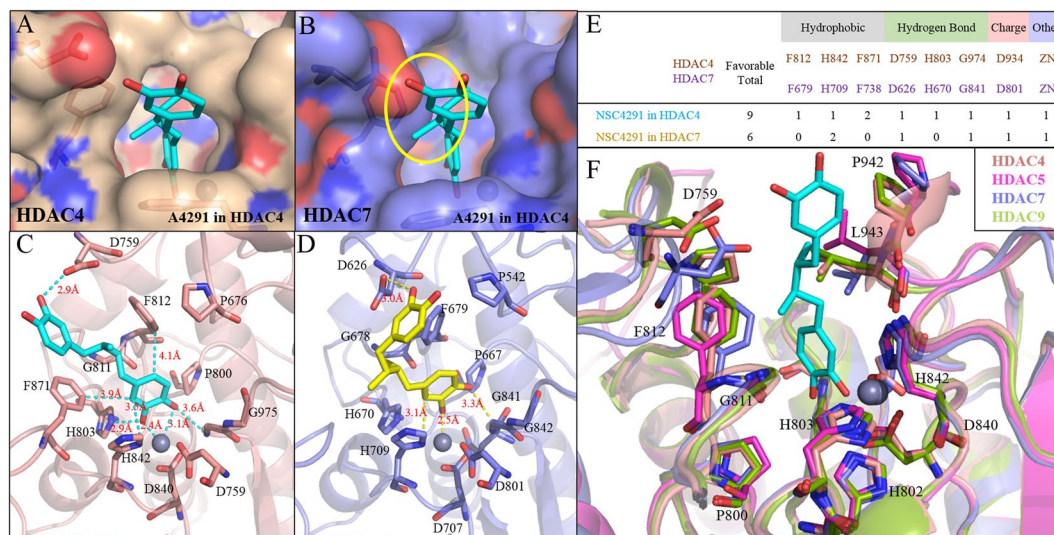 A
HDAC4
A4291 in HDAC4
B
HDAC7
A4291 in HDAC4
C
D759
2.9Å
F812
P676
G811
4.1Å
F871
3.9Å
P800
3.6Å
G975
H803
2.9Å
2.4Å
3.1Å
H842
D840
D759
D
D626
P542
3.0Å
F679
G678
P667
G841
H670
3.1Å
3.3Å
2.5Å
G842
H709
D801
D707
E
Hydrophobic Hydrogen Bond Charge Othe
HDAC4 Favorable F812 H842 F871 D759 H803 G974 D934 ZN
HDAC7 Total F679 H709 F738 D626 H670 G841 D801 ZN
NSC4291 in HDAC4 9 1 1 2 1 1 1 1 1
NSC4291 in HDAC7 6 0 2 0 1 0 1 1 1
F
P942
HDAC4
HDAC5
HDAC7
HDAC9
D759
L943
F812
G811
H842
H803
D840
H802
P800